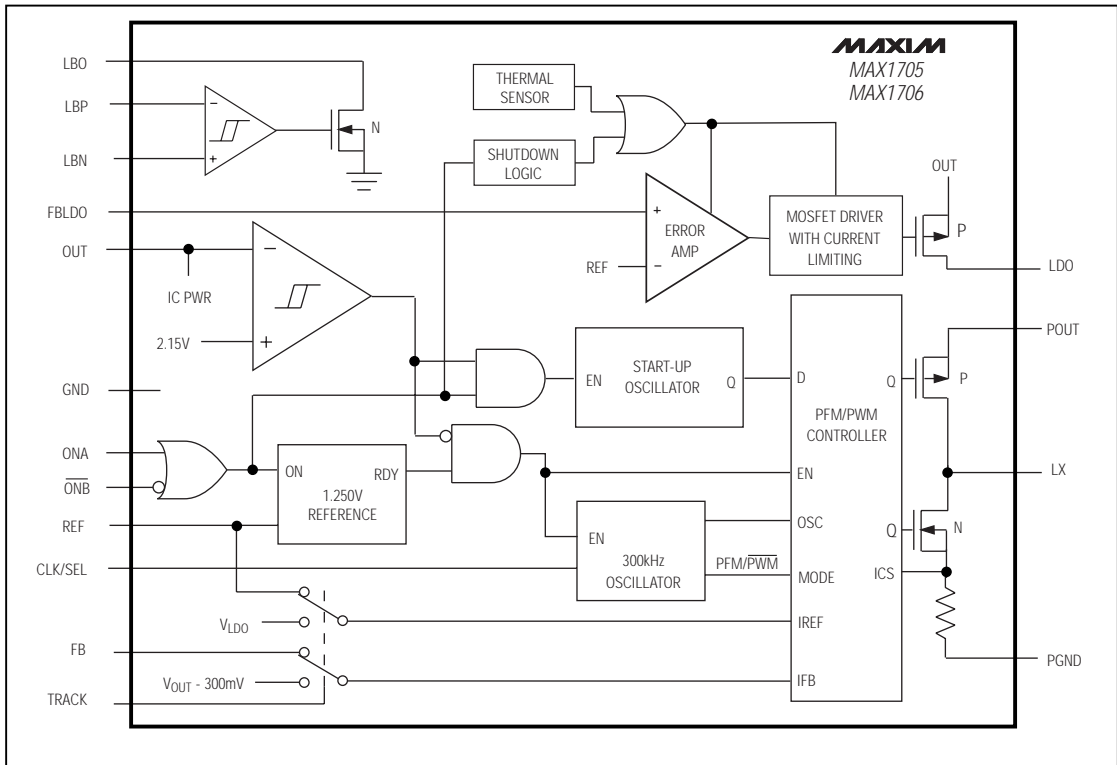 MAXIM
MAX1705
MAX1706
LBO
LBP
LBN
FBLDO
OUT
GND
ONA
ONB
REF
CLK/SEL
FB
TRACK
−
+
N
THERMAL
SENSOR
SHUTDOWN
LOGIC
+
ERROR
AMP
−
REF
MOSFET DRIVER
WITH CURRENT
LIMITING
OUT
P
LDO
IC PWR
−
+
2.15V
EN
START-UP
OSCILLATOR
Q
ON
RDY
1.250V
REFERENCE
EN
300kHz
OSCILLATOR
PFM/PWM
D
Q
PFM/PWM
CONTROLLER
EN
OSC
Q
MODE
ICS
IREF
IFB
P
N
POUT
LX
PGND
VLDO
VOUT - 300mV